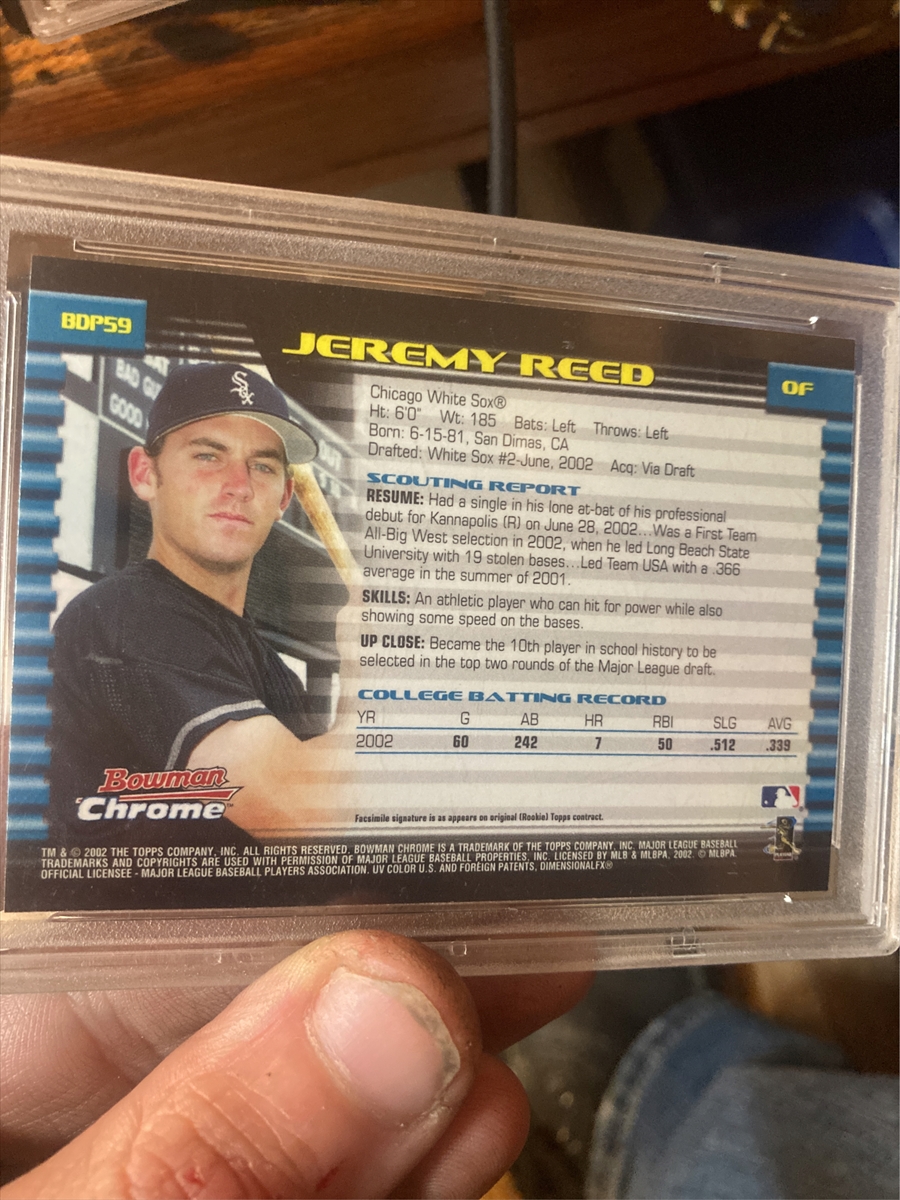 BDP59
JEREMY REED
OF
Chicago White Sox®
Ht: 6'0" Wt: 185 Bats: Left Throws: Left
Born: 6-15-81, San Dimas, CA
Drafted: White Sox #2-June, 2002 Acq: Via Draft
SCOUTING REPORT
RESUME: Had a single in his lone at-bat of his professional
debut for Kannapolis (R) on June 28, 2002...Was a First Team
All-Big West selection in 2002, when he led Long Beach State
University with 19 stolen bases...Led Team USA with a .366
average in the summer of 2001.
SKILLS: An athletic player who can hit for power while also
showing some speed on the bases.
UP CLOSE: Became the 10th player in school history to be
selected in the top two rounds of the Major League draft.
COLLEGE BATTING RECORD
YR G AB HR RBI SLG AVG
2002 60 242 7 50 .512 .339
Sox
BAD GU
GOOD
Bowman
Chrome™
Facsimile signature is as appears on original (Rookie) Topps contract.
TM & © 2002 THE TOPPS COMPANY, INC. ALL RIGHTS RESERVED. BOWMAN CHROME IS A TRADEMARK OF THE TOPPS COMPANY, INC. MAJOR LEAGUE BASEBALL
TRADEMARKS AND COPYRIGHTS ARE USED WITH PERMISSION OF MAJOR LEAGUE BASEBALL PROPERTIES, INC. LICENSED BY MLB & MLBPA, 2002. © MLBPA.
OFFICIAL LICENSEE - MAJOR LEAGUE BASEBALL PLAYERS ASSOCIATION. UV COLOR U.S. AND FOREIGN PATENTS, DIMENSIONALFX®